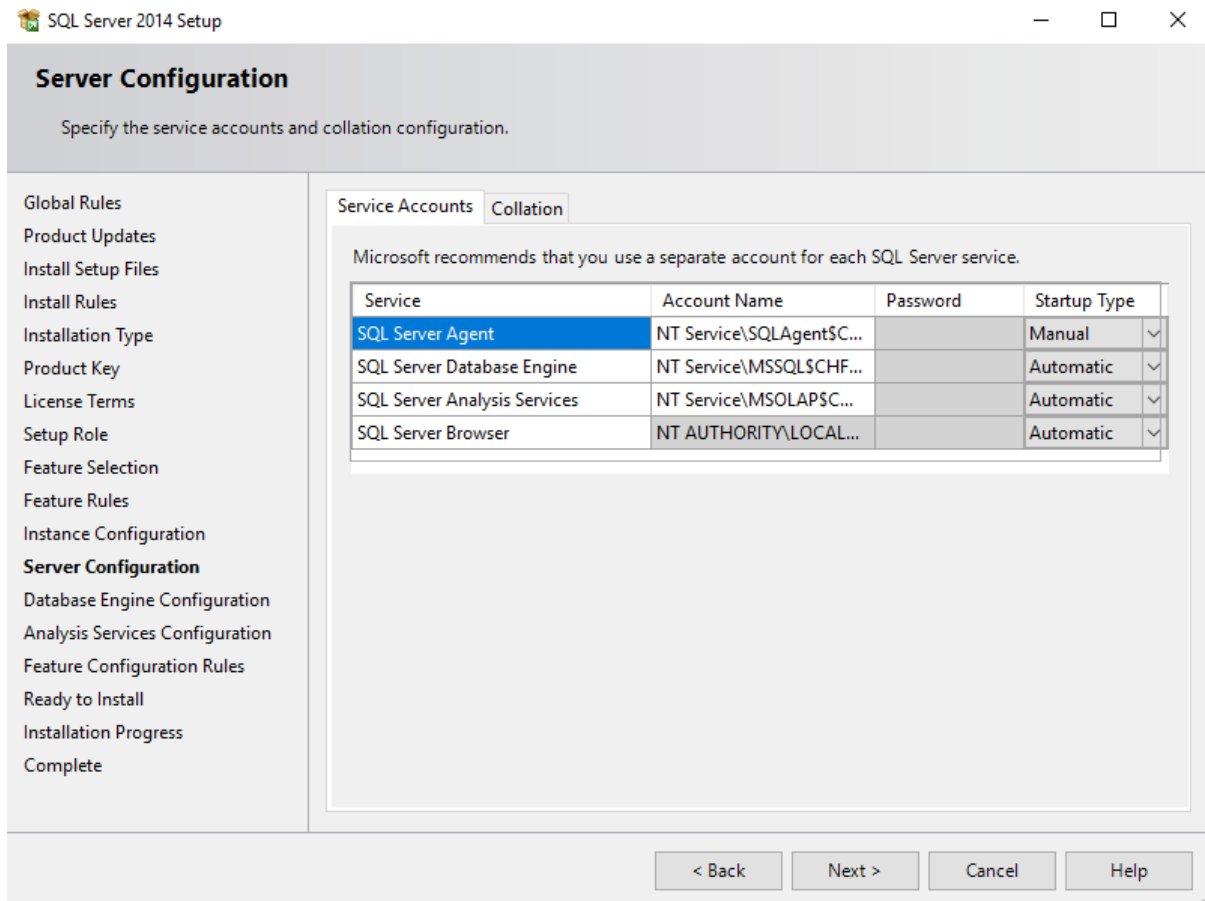 SQL Server 2014 Setup
Server Configuration
Specify the service accounts and collation configuration.
Global Rules
Product Updates
Install Setup Files
Install Rules
Installation Type
Product Key
License Terms
Setup Role
Feature Selection
Feature Rules
Instance Configuration
Server Configuration
Database Engine Configuration
Analysis Services Configuration
Feature Configuration Rules
Ready to Install
Installation Progress
Complete
Service Accounts Collation
Microsoft recommends that you use a separate account for each SQL Server service.
Service Account Name Password Startup Type
SQL Server Agent NT Service\SQLAgent$C... Manual
SQL Server Database Engine NT Service\MSSQL$CHF... Automatic
SQL Server Analysis Services NT Service\MSOLAP$C... Automatic
SQL Server Browser NT AUTHORITY\LOCAL... Automatic
< Back Next > Cancel Help